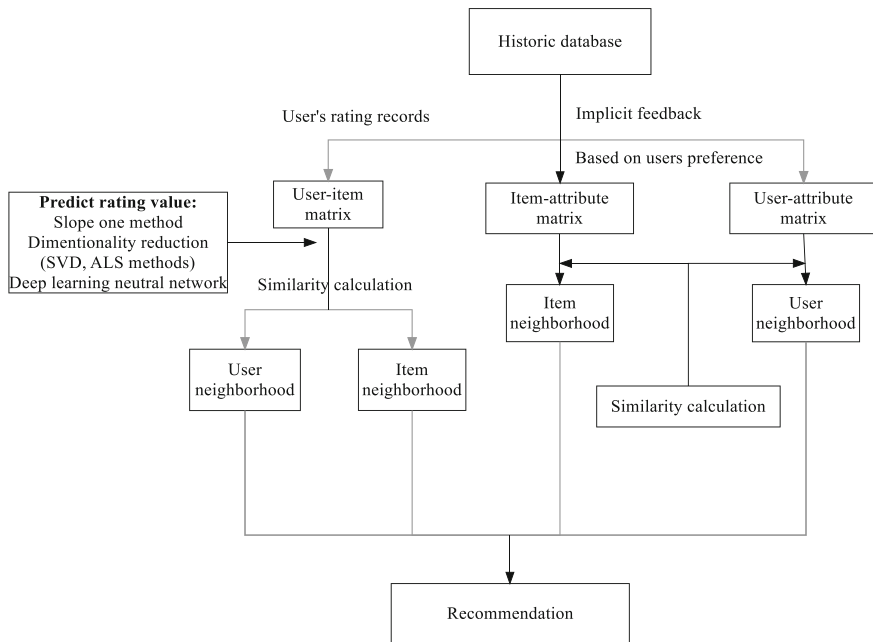 Historic database
User's rating records
Implicit feedback
Based on users preference
Predict rating value:
Slope one method
Dimentionality reduction
(SVD, ALS methods)
Deep learning neutral network
User-item
matrix
Item-attribute
matrix
User-attribute
matrix
Similarity calculation
User
neighborhood
Item
neighborhood
Item
neighborhood
User
neighborhood
Similarity calculation
Recommendation